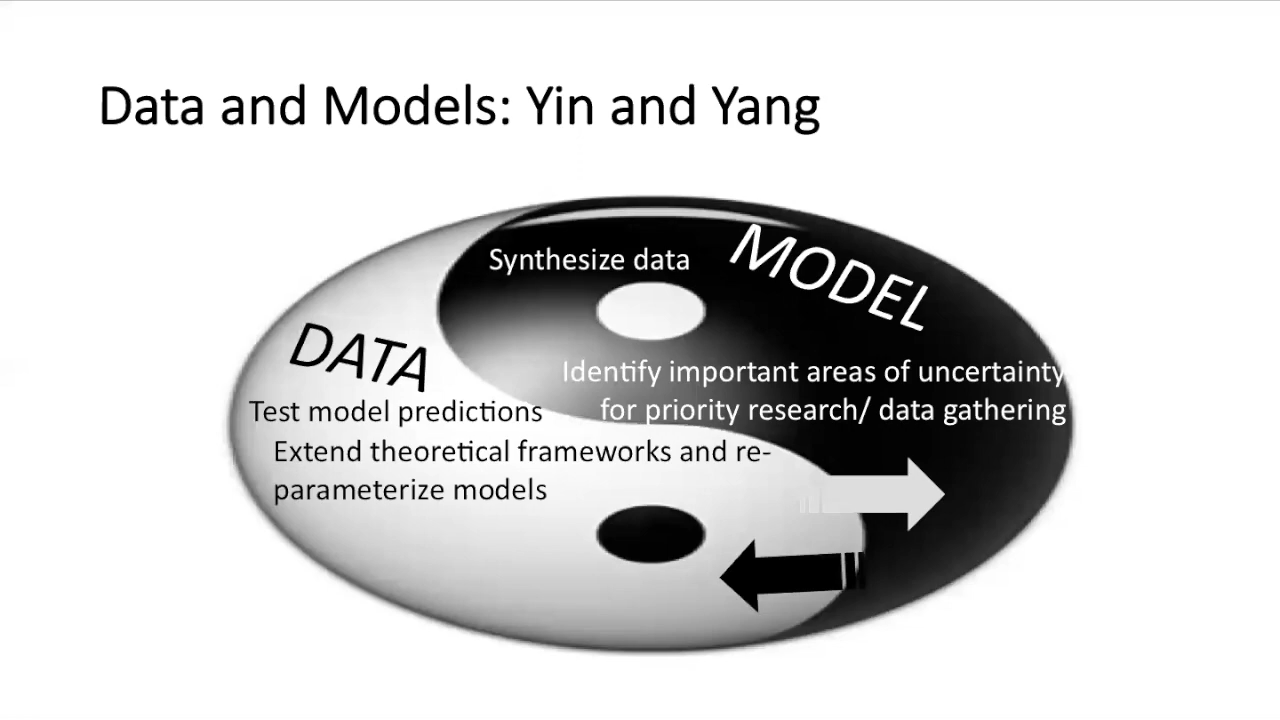 Data and Models: Yin and Yang
Synthesize data
MODEL
DATA
Identify important areas of uncertainty
for priority research/ data gathering
Test model predictions
Extend theoretical frameworks and re-
parameterize models